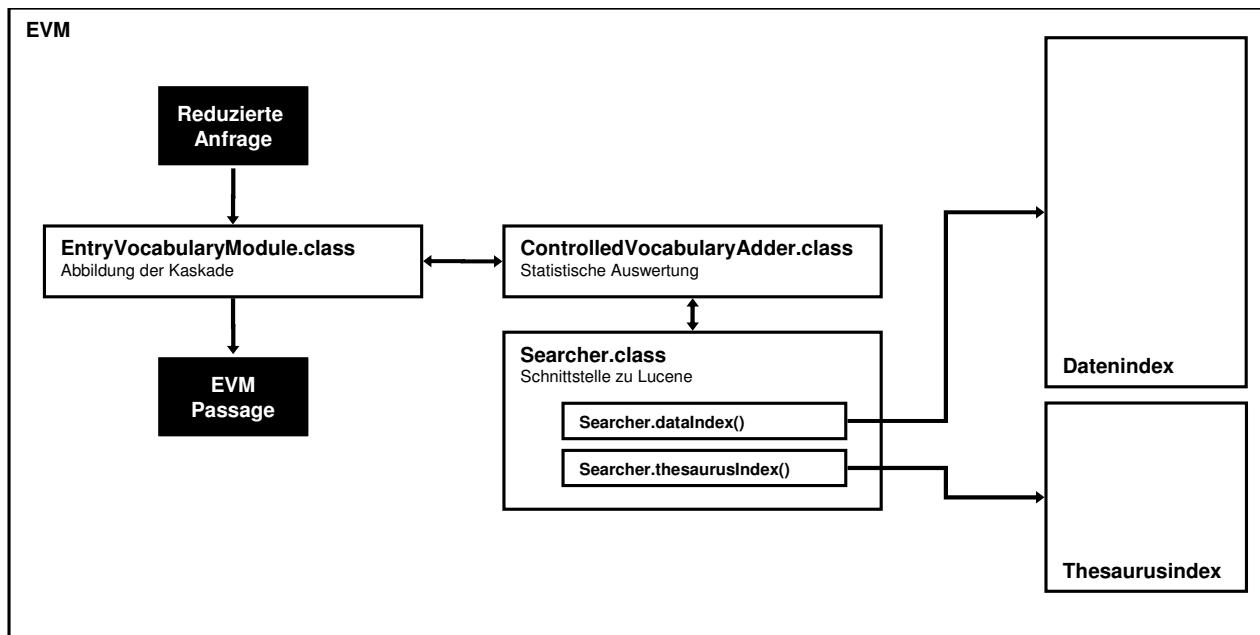 EVM
Reduzierte
Anfrage
EntryVocabularyModule.class
Abbildung der Kaskade
ControlledVocabularyAdder.class
Statistische Auswertung
EVM
Passage
Searcher.class
Schnittstelle zu Lucene
Searcher.dataIndex()
Searcher.thesaurusIndex()
Datenindex
Thesaurusindex